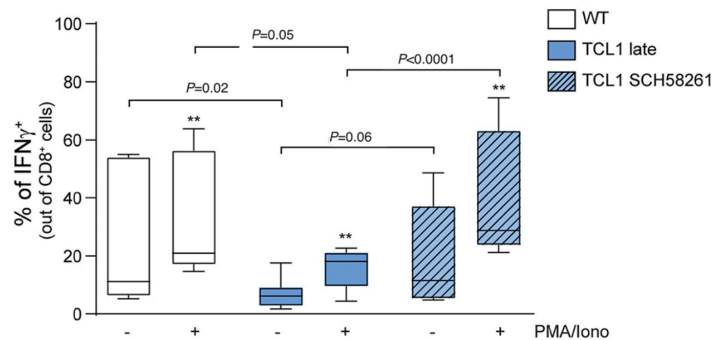 WT
TCL1 late
TCL1 SCH58261
% of IFNγ⁺
(out of CD8⁺ cells)
100
80
60
40
20
0
P=0.05
P<0.0001
P=0.02
P=0.06
**
**
**
- + - + - + PMA/Iono